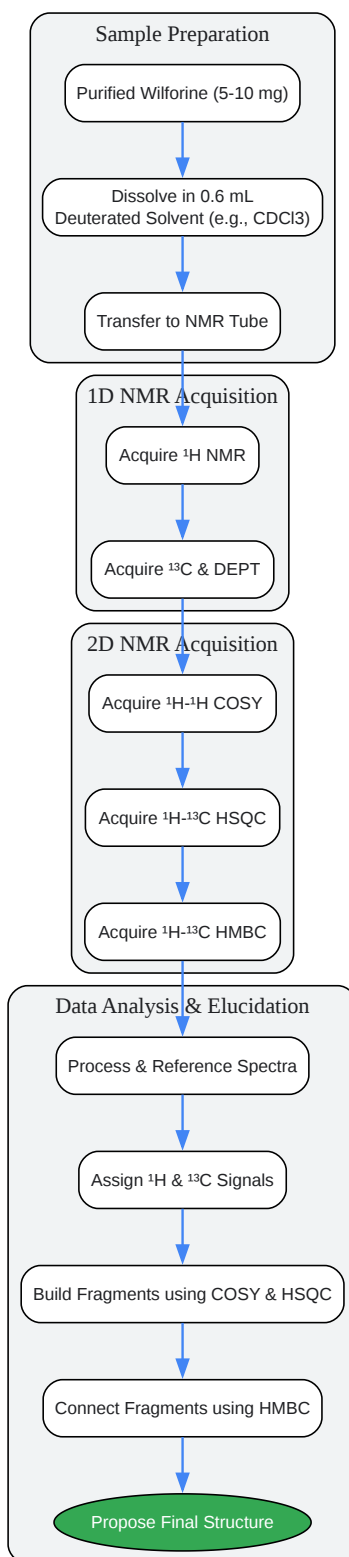 Sample Preparation
Purified Wilforine (5-10 mg)
Dissolve in 0.6 mL
Deuterated Solvent (e.g., CDCl3)
Transfer to NMR Tube
1D NMR Acquisition
Acquire ¹H NMR
Acquire ¹³C & DEPT
2D NMR Acquisition
Acquire ¹H-¹H COSY
Acquire ¹H-¹³C HSQC
Acquire ¹H-¹³C HMBC
Data Analysis & Elucidation
Process & Reference Spectra
Assign ¹H & ¹³C Signals
Build Fragments using COSY & HSQC
Connect Fragments using HMBC
Propose Final Structure